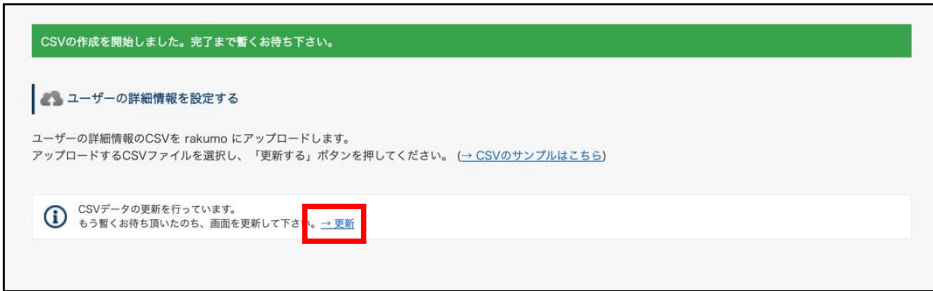 CSVの作成を開始しました。完了まで暫くお待ち下さい。
ユーザーの詳細情報を設定する
ユーザーの詳細情報のCSVを rakumo にアップロードします。
アップロードするCSVファイルを選択し、「更新する」ボタンを押してください。 (→ CSVのサンプルはこちら)
CSVデータの更新を行っています。
もう暫くお待ち頂いたのち、画面を更新して下さい。→ 更新